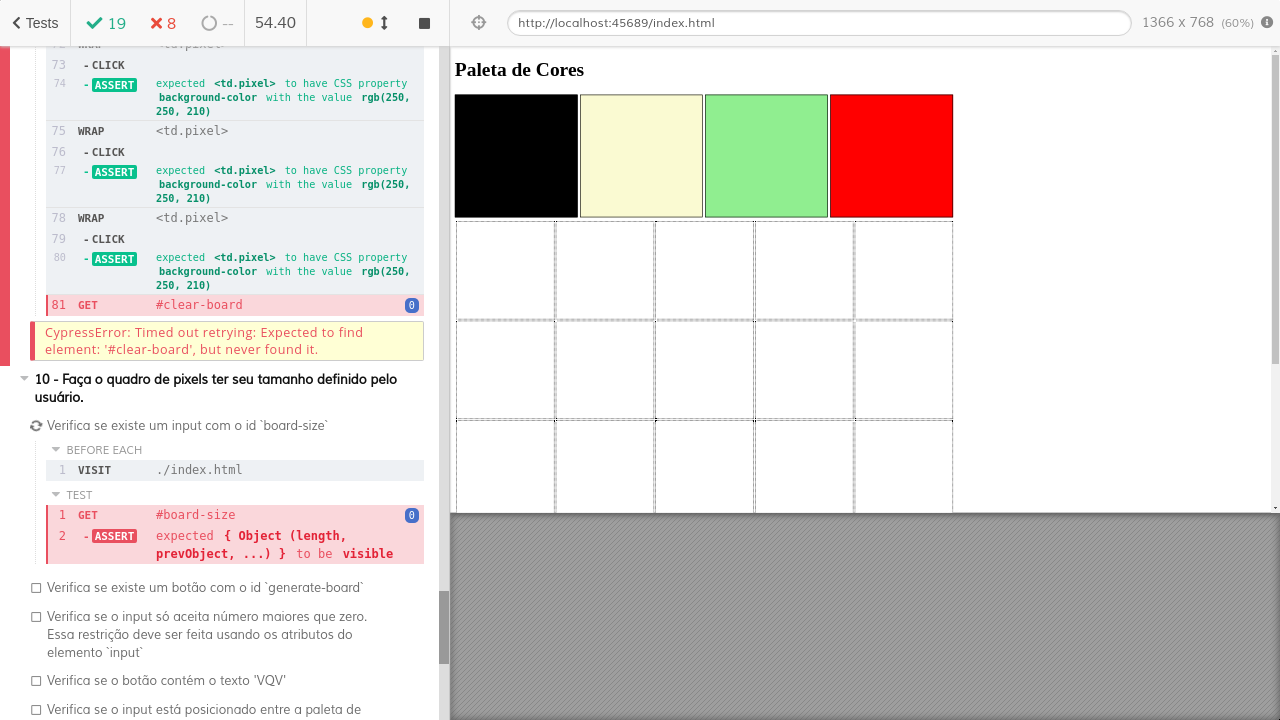 Tests 19 8 -- 54.40
http://localhost:45689/index.html 1366 x 768 (60%)
72 WRAP <td.pixel>
73 - CLICK
74 - ASSERT expected <td.pixel> to have CSS property
background-color with the value rgb(250,
250, 210)
75 WRAP <td.pixel>
76 - CLICK
77 - ASSERT expected <td.pixel> to have CSS property
background-color with the value rgb(250,
250, 210)
78 WRAP <td.pixel>
79 - CLICK
80 - ASSERT expected <td.pixel> to have CSS property
background-color with the value rgb(250,
250, 210)
81 GET #clear-board 0
CypressError: Timed out retrying: Expected to find
element: '#clear-board', but never found it.
10 - Faça o quadro de pixels ter seu tamanho definido pelo
usuário.
Verifica se existe um input com o id `board-size`
BEFORE EACH
1 VISIT ./index.html
TEST
1 GET #board-size 0
2 - ASSERT expected { Object (length,
prevObject, ...) } to be visible
Verifica se existe um botão com o id `generate-board`
Verifica se o input só aceita número maiores que zero.
Essa restrição deve ser feita usando os atributos do
elemento `input`
Verifica se o botão contém o texto 'VQV'
Verifica se o input está posicionado entre a paleta de
Paleta de Cores